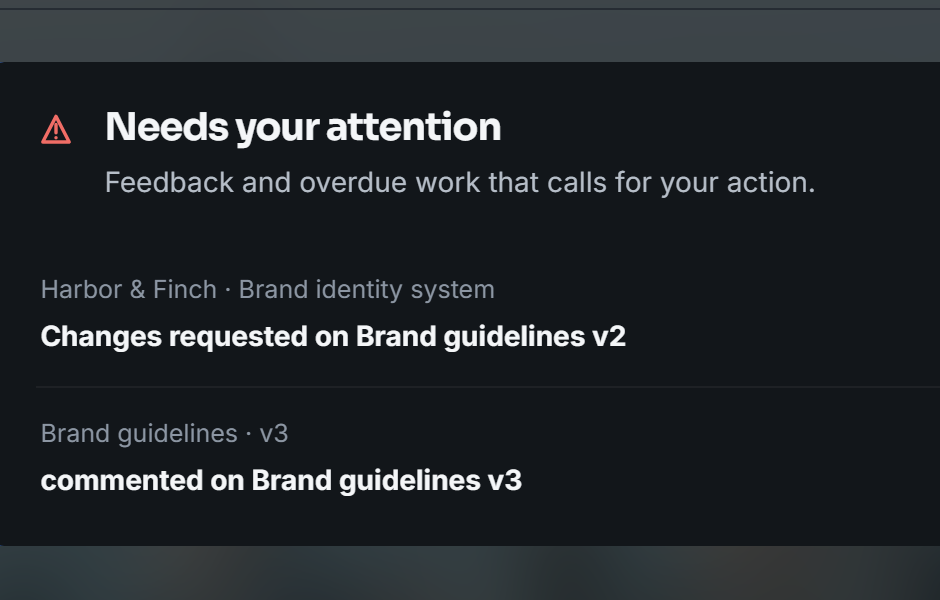 Needs your attention
Feedback and overdue work that calls for your action.
Harbor & Finch · Brand identity system
Changes requested on Brand guidelines v2
Brand guidelines · v3
commented on Brand guidelines v3